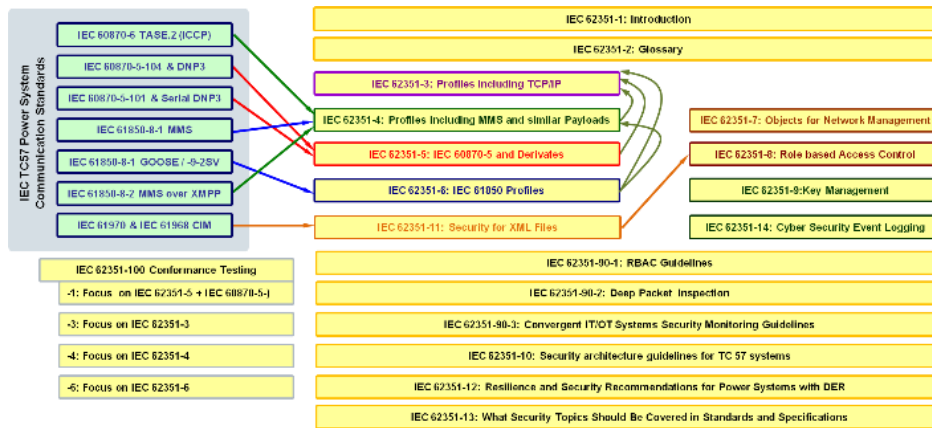 IEC TC57 Power System
Communication Standards
IEC 60870-6 TASE.2 (ICCP)
IEC 60870-5-104 & DNP3
IEC 60870-5-101 & Serial DNP3
IEC 61850-8-1 MMS
IEC 61850-8-1 GOOSE / -9-2SV
IEC 61850-8-2 MMS over XMPP
IEC 61970 & IEC 61968 CIM
IEC 62351-1: Introduction
IEC 62351-2: Glossary
IEC 62351-3: Profiles Including TCP/IP
IEC 62351-4: Profiles Including MMS and similar Payloads
IEC 62351-5: IEC 60870-5 and Derivates
IEC 62351-6: IEC 61850 Profiles
IEC 62351-11: Security for XML Files
IEC 62351-7: Objects for Network Management
IEC 62351-8: Role based Access Control
IEC 62351-9:Key Management
IEC 62351-14: Cyber Security Event Logging
IEC 62351-100 Conformance Testing
-1: Focus on IEC 62351-5 + IEC 60870-5-)
-3: Focus on IEC 62351-3
-4: Focus on IEC 62351-4
-6: Focus on IEC 62351-6
IEC 62351-90-1: RBAC Guidelines
IEC 62351-90-2: Deep Packet Inspection
IEC 62351-90-3: Convergent IT/OT Systems Security Monitoring Guidelines
IEC 62351-10: Security architecture guidelines for TC 57 systems
IEC 62351-12: Resilience and Security Recommendations for Power Systems with DER
IEC 62351-13: What Security Topics Should Be Covered in Standards and Specifications